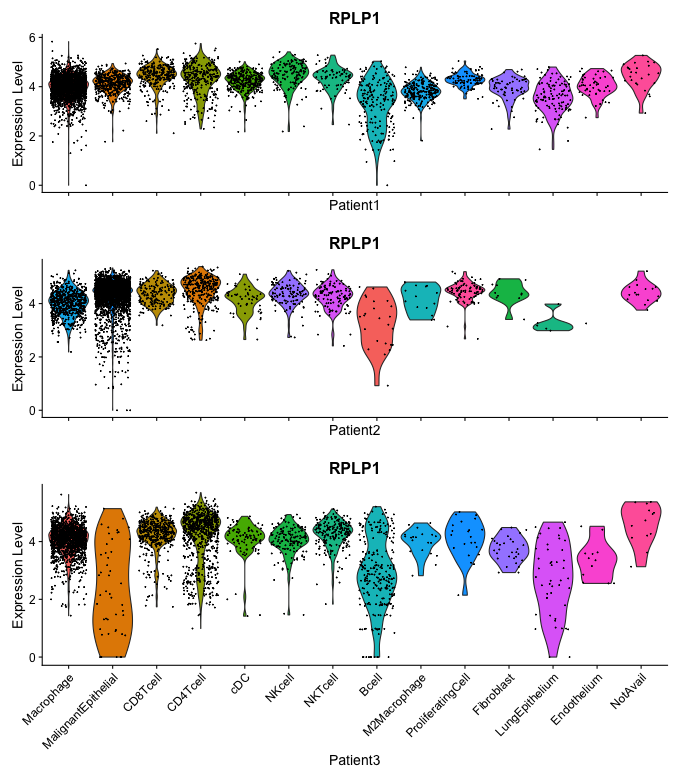 RPLP1
Expression Level
6
4
2
0
Patient1
RPLP1
Expression Level
4
2
0
Patient2
RPLP1
Expression Level
4
2
0
Macrophage
MalignantEpithelial
CD8Tcell
CD4Tcell
cDC
NKcell
NKTcell
Bcell
M2Macrophage
ProliferatingCell
Fibroblast
LungEpithelium
Endothelium
NotAvail
Patient3